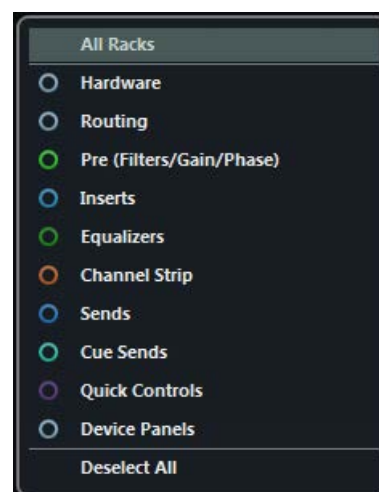 All Racks
Hardware
Routing
Pre (Filters/Gain/Phase)
Inserts
Equalizers
Channel Strip
Sends
Cue Sends
Quick Controls
Device Panels
Deselect All